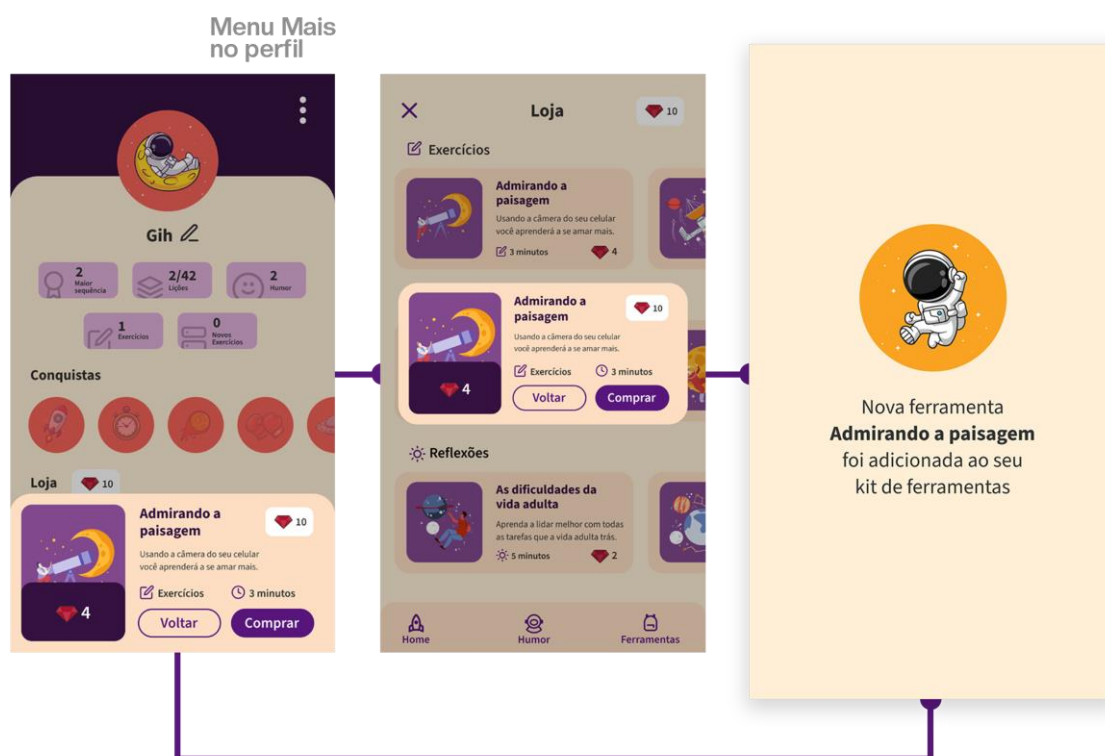 Menu Mais
no perfil
Gih
2
Maior
sequência
2/42
Lições
2
Humor
1
Exercícios
0
Novos
Exercícios
Conquistas
Loja
10
Admirando a
paisagem
10
Usando a câmera do seu celular
você aprenderá a se amar mais.
Exercícios
3 minutos
4
Voltar
Comprar
Loja
10
Exercícios
Admirando a
paisagem
Usando a câmera do seu celular
você aprenderá a se amar mais.
3 minutos
4
Admirando a
paisagem
10
Usando a câmera do seu celular
você aprenderá a se amar mais.
Exercícios
3 minutos
4
Voltar
Comprar
Reflexões
As dificuldades da
vida adulta
Aprenda a lidar melhor com todas
as tarefas que a vida adulta trás.
5 minutos
2
Home
Humor
Ferramentas
Nova ferramenta
Admirando a paisagem
foi adicionada ao seu
kit de ferramentas